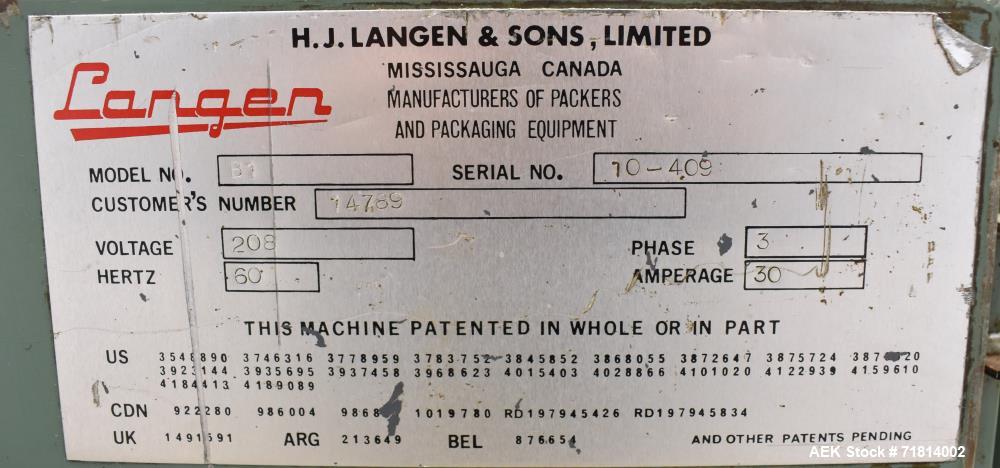 H. J. LANGEN & SONS, LIMITED
Langen
MISSISSAUGA CANADA
MANUFACTURERS OF PACKERS
AND PACKAGING EQUIPMENT
MODEL NO. B1 SERIAL NO. 10-409
CUSTOMER'S NUMBER 14789
VOLTAGE 208 PHASE 3
HERTZ 60 AMPERAGE 30
THIS MACHINE PATENTED IN WHOLE OR IN PART
US 3548890 3746316 3778959 3783752 3845852 3868055 3872647 3875724
3923144 3935695 3937458 3968623 4015403 4028866 4101020 4122939 4159610
4184413 4189089
CDN 922280 986004 1019780 RD197945426 RD197945834
UK 1491591 ARG 213649 BEL 876654 AND OTHER PATENTS PENDING
AEK Stock # 71814002